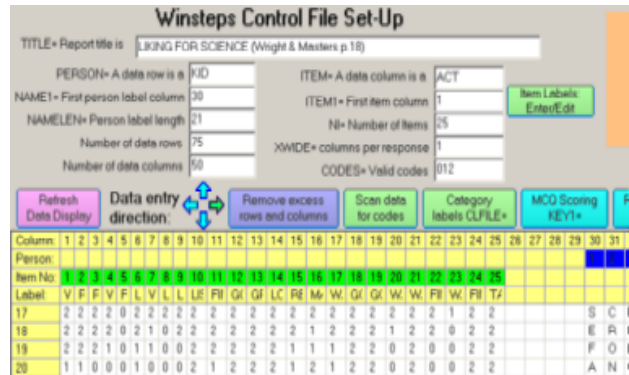 Winsteps Control File Set-Up
TITLE= Report title is LIKING FOR SCIENCE (Wright & Masters p.18)
PERSON= A data row is a KID ITEM= A data column is a ACT
NAME1= First person label column 30 ITEM1= First item column 1 Item Labels: Enter/Edit
NAMELEN= Person label length 21 NI= Number of Items 25
Number of data rows 75 XWIDE= columns per response 1
Number of data columns 50 CODES= Valid codes 012
Refresh Data Display Data entry direction: Remove excess rows and columns Scan data for codes Category labels CLFILE= MCQ Scoring KEY1=
Column: 1 2 3 4 5 6 7 8 9 10 11 12 13 14 15 16 17 18 19 20 21 22 23 24 25 26 27 28 29 30 31
Person:
Item No: 1 2 3 4 5 6 7 8 9 10 11 12 13 14 15 16 17 18 19 20 21 22 23 24 25
Label: V F F V F L V L L
17 2 2 2 2 0 2 2 2 2 2 2 2 2 2 2 2 2 2 2 2 2 2 1 2 2 S C
18 2 2 2 2 2 0 2 1 0 2 2 2 2 2 2 1 2 2 2 1 2 2 0 2 2 E R
19 2 2 2 1 0 1 1 0 0 2 2 2 2 1 1 1 2 2 0 2 0 0 2 2 F O
20 1 1 0 0 0 1 0 0 0 2 1 2 2 2 1 2 1 2 2 0 2 0 0 2 2 A N